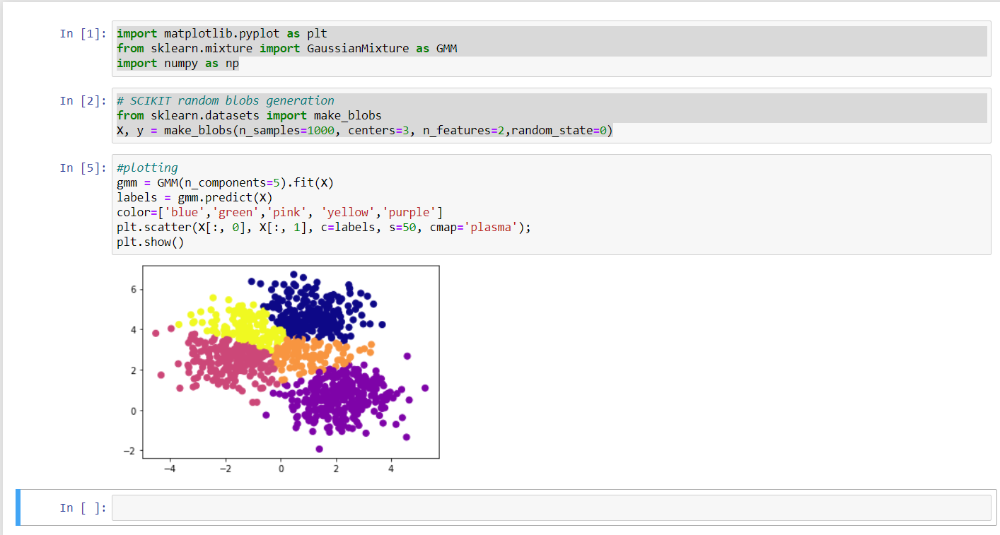 In [1]: import matplotlib.pyplot as plt
from sklearn.mixture import GaussianMixture as GMM
import numpy as np
In [2]: # SCIKIT random blobs generation
from sklearn.datasets import make_blobs
X, y = make_blobs(n_samples=1000, centers=3, n_features=2,random_state=0)
In [5]: #plotting
gmm = GMM(n_components=5).fit(X)
labels = gmm.predict(X)
color=['blue','green','pink', 'yellow','purple']
plt.scatter(X[:, 0], X[:, 1], c=labels, s=50, cmap='plasma');
plt.show()
6
4
2
0
−2
−4 −2 0 2 4
In [ ]: